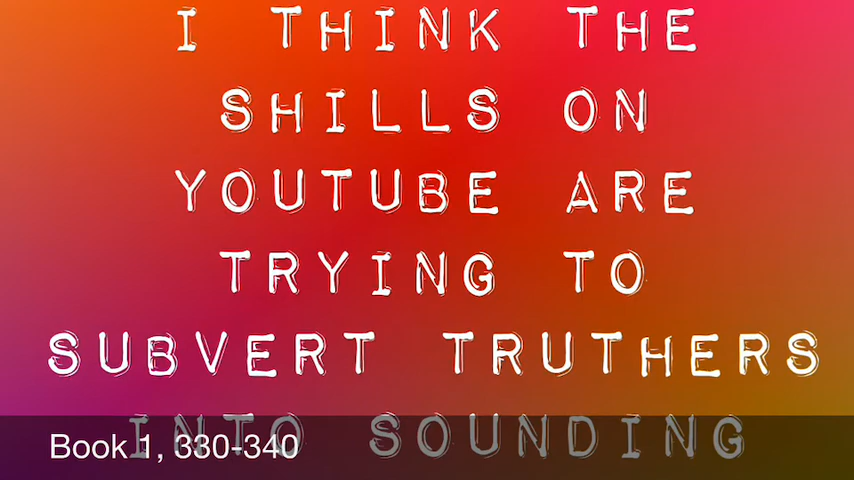 I THINK THE
SHILLS ON
YOUTUBE ARE
TRYING TO
SUBVERT TRUTHERS
INTO SOUNDING
Book 1, 330-340